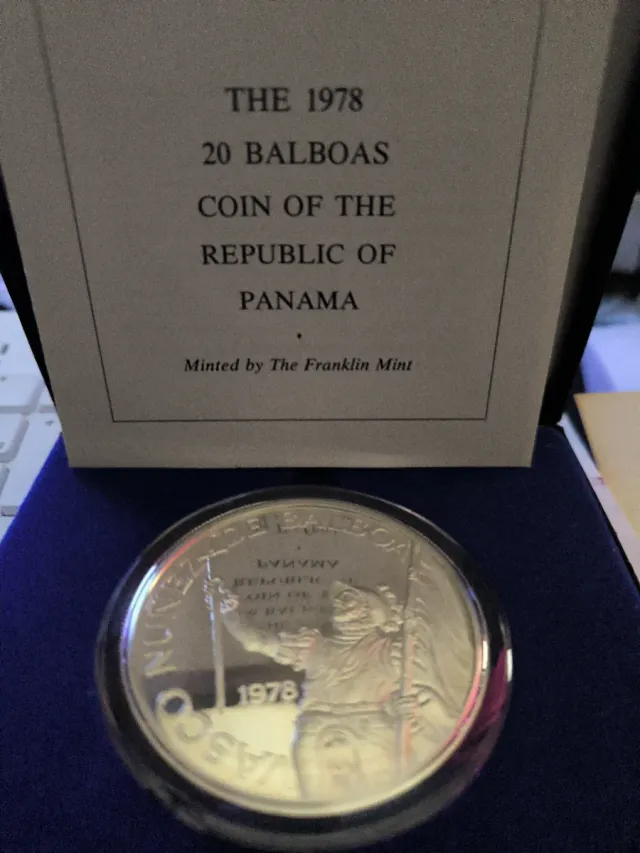 THE 1978
20 BALBOAS
COIN OF THE
REPUBLIC OF
PANAMA
Minted by The Franklin Mint
VASCO NUÑEZ DE BALBOA
1978